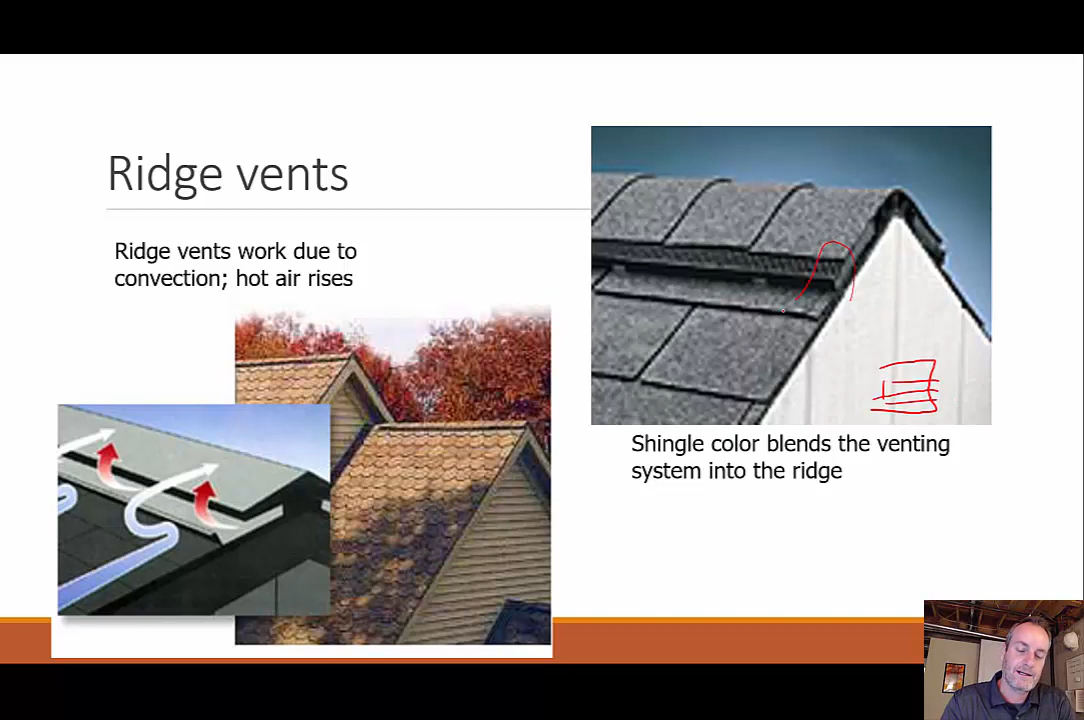 Ridge vents
Ridge vents work due to
convection; hot air rises
Shingle color blends the venting
system into the ridge